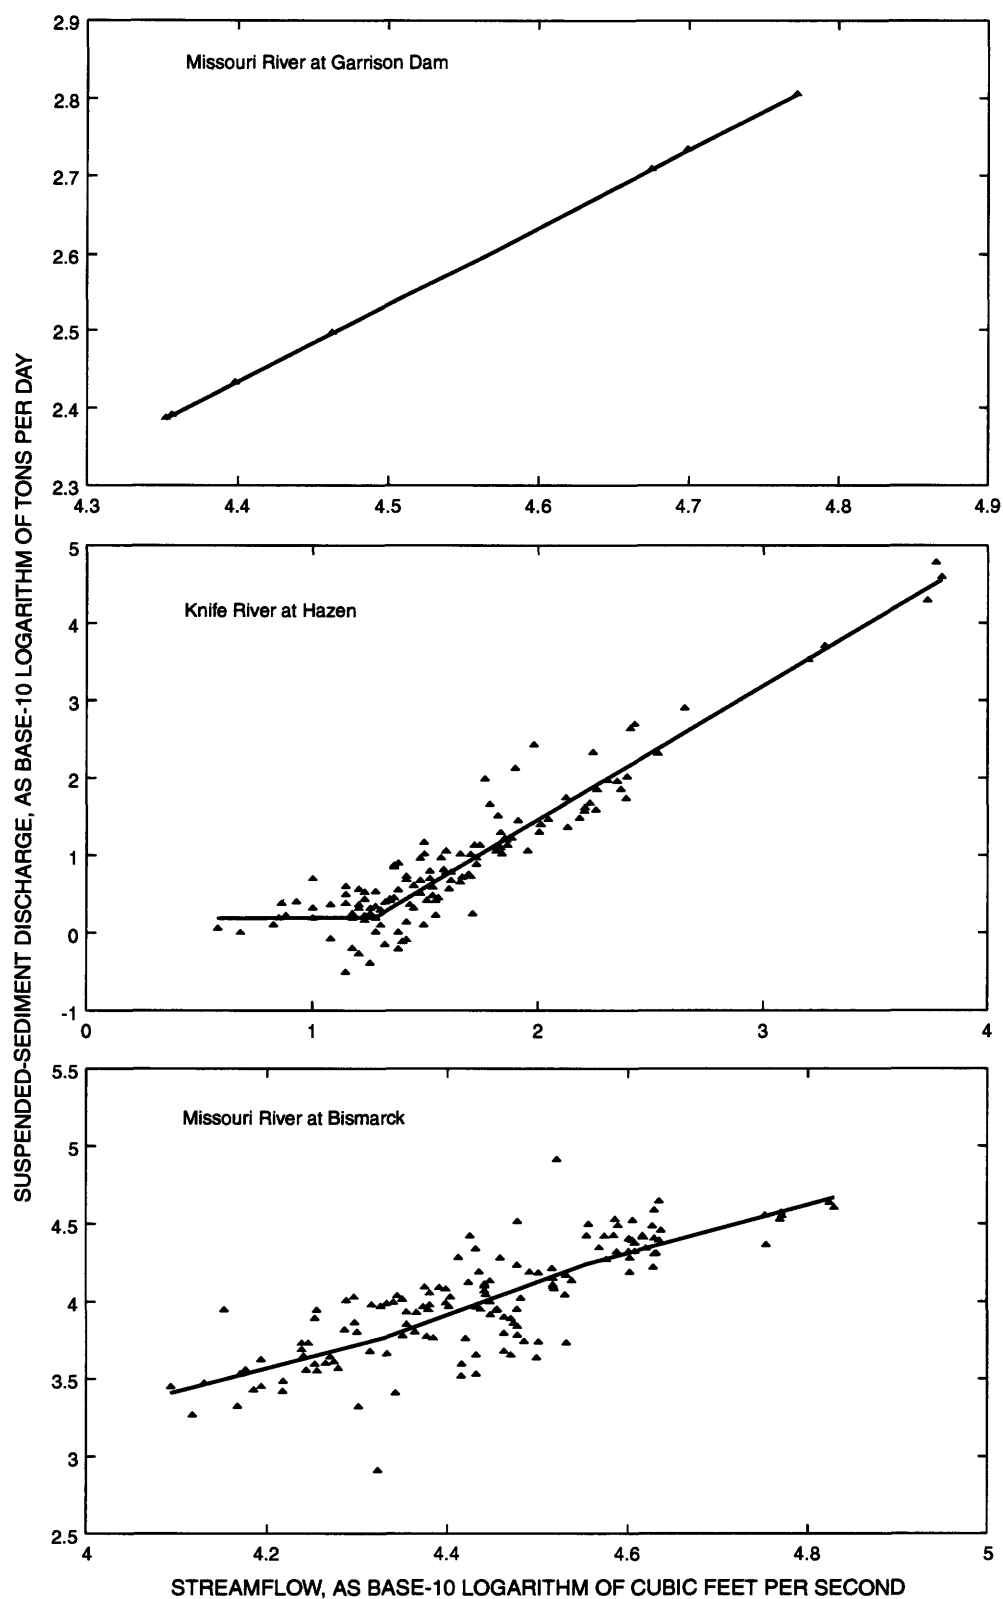 SUSPENDED-SEDIMENT DISCHARGE, AS BASE-10 LOGARITHM OF TONS PER DAY
2.9
2.8
2.7
2.6
2.5
2.4
2.3
Missouri River at Garrison Dam
4.3 4.4 4.5 4.6 4.7 4.8 4.9
5
4
3
2
1
0
-1
Knife River at Hazen
0 1 2 3 4
5.5
5
4.5
4
3.5
3
2.5
Missouri River at Bismarck
4 4.2 4.4 4.6 4.8 5
STREAMFLOW, AS BASE-10 LOGARITHM OF CUBIC FEET PER SECOND